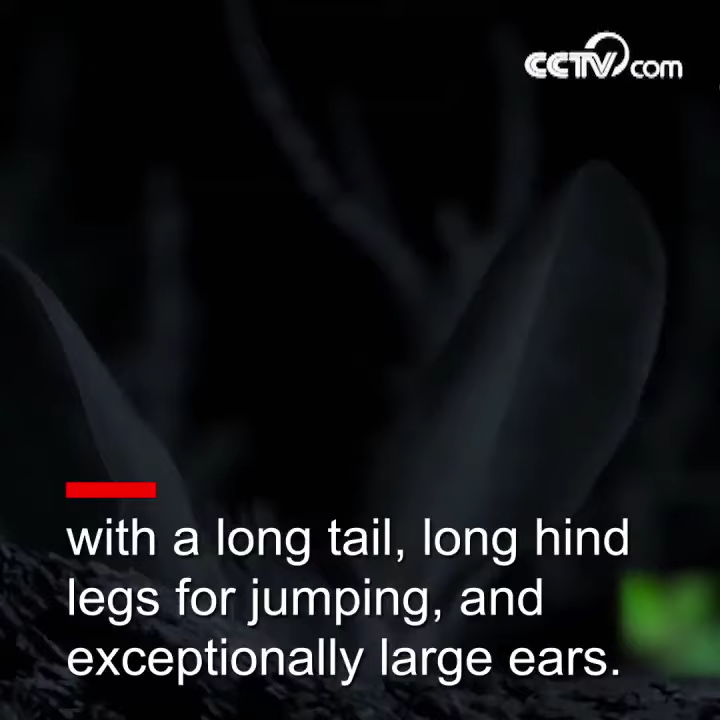 CCTV.com
with a long tail, long hind
legs for jumping, and
exceptionally large ears.